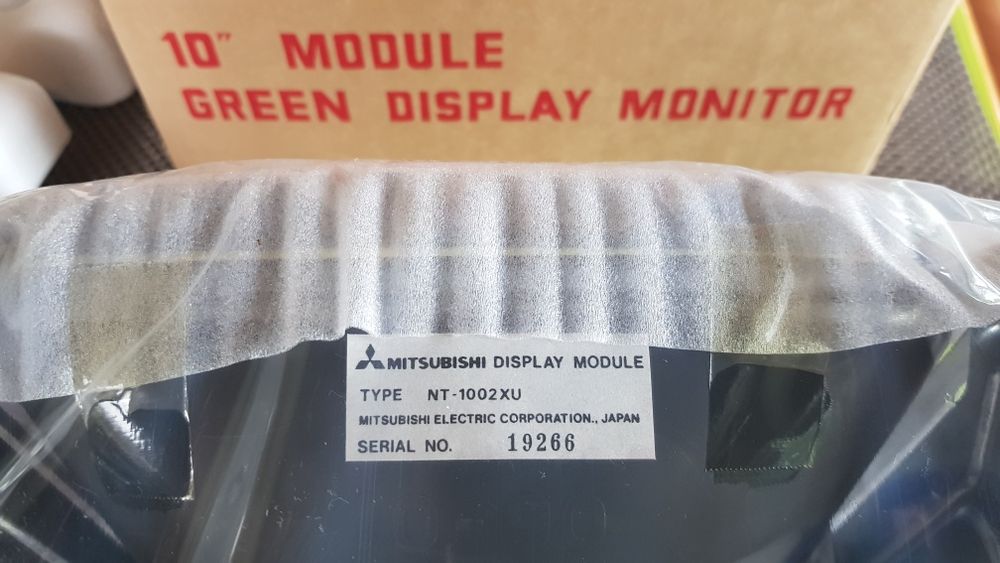 10" MODULE
GREEN DISPLAY MONITOR
MITSUBISHI DISPLAY MODULE
TYPE NT-1002XU
MITSUBISHI ELECTRIC CORPORATION., JAPAN
SERIAL NO. 19266